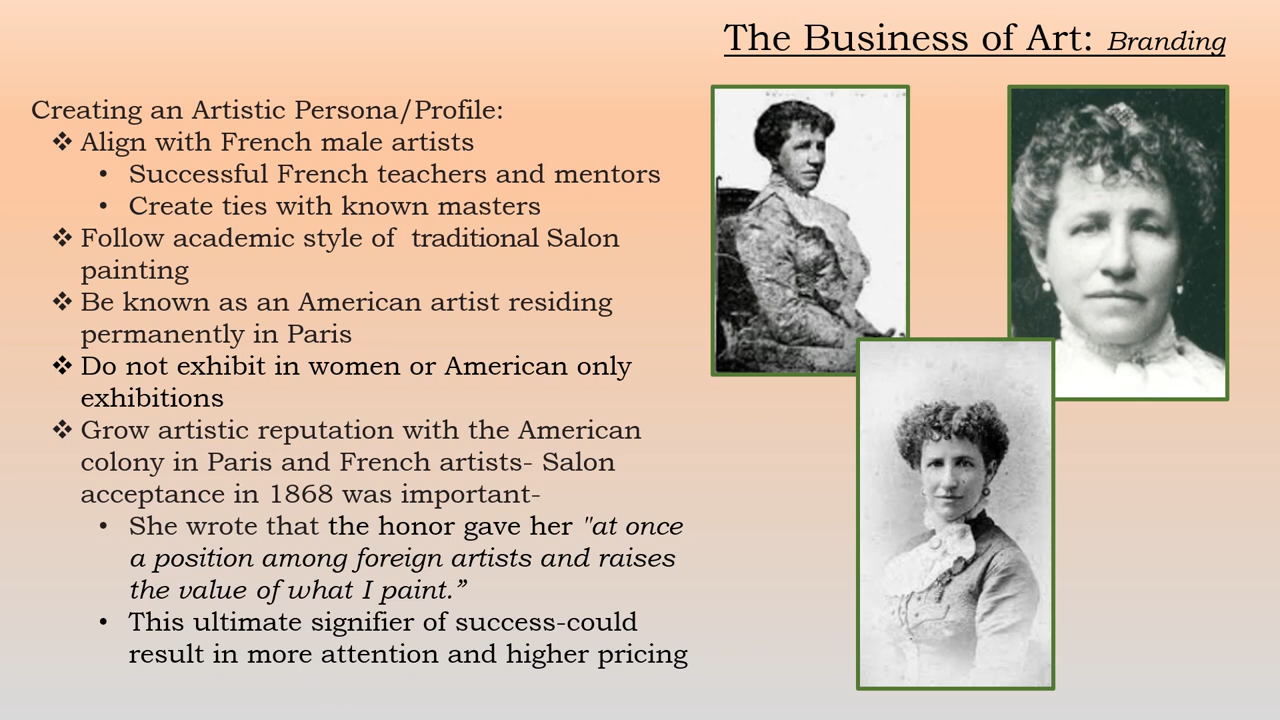 The Business of Art: Branding
Creating an Artistic Persona/Profile:
❖ Align with French male artists
• Successful French teachers and mentors
• Create ties with known masters
❖ Follow academic style of  traditional Salon
painting
❖ Be known as an American artist residing
permanently in Paris
❖ Do not exhibit in women or American only
exhibitions
❖ Grow artistic reputation with the American
colony in Paris and French artists- Salon
acceptance in 1868 was important-
• She wrote that the honor gave her "at once
a position among foreign artists and raises
the value of what I paint.”
• This ultimate signifier of success-could
result in more attention and higher pricing